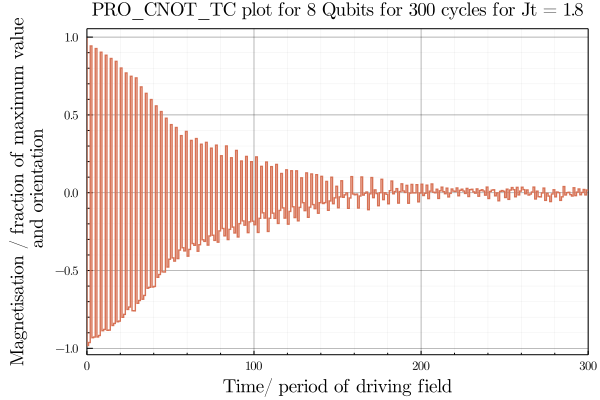 PRO_CNOT_TC plot for 8 Qubits for 300 cycles for Jt = 1.8
Magnetisation / fraction of maximum value
and orientation
1.0
0.5
0.0
−0.5
−1.0
0
100
200
300
Time/ period of driving field